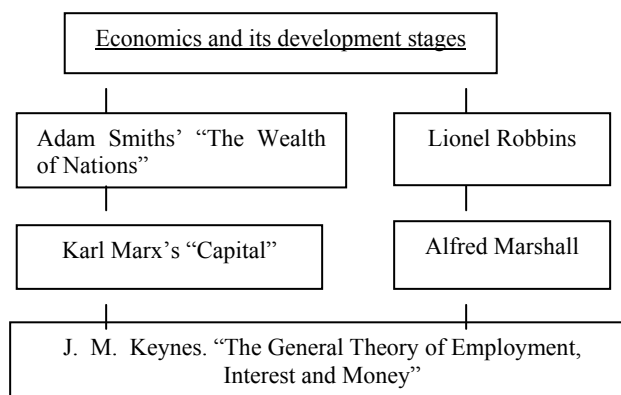 Economics and its development stages
Adam Smiths’ “The Wealth
of Nations”
Lionel Robbins
Karl Marx’s “Capital”
Alfred Marshall
J. M. Keynes. “The General Theory of Employment,
Interest and Money”